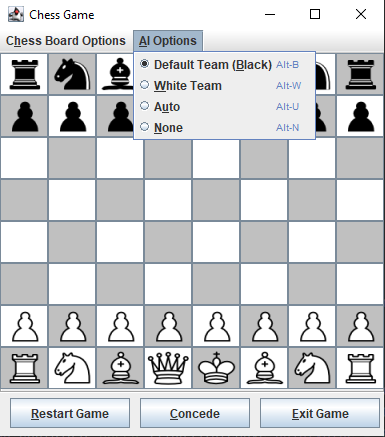 Chess Game
Chess Board Options AI Options
Default Team (Black) Alt-B
White Team Alt-W
Auto Alt-U
None Alt-N
Restart Game Concede Exit Game